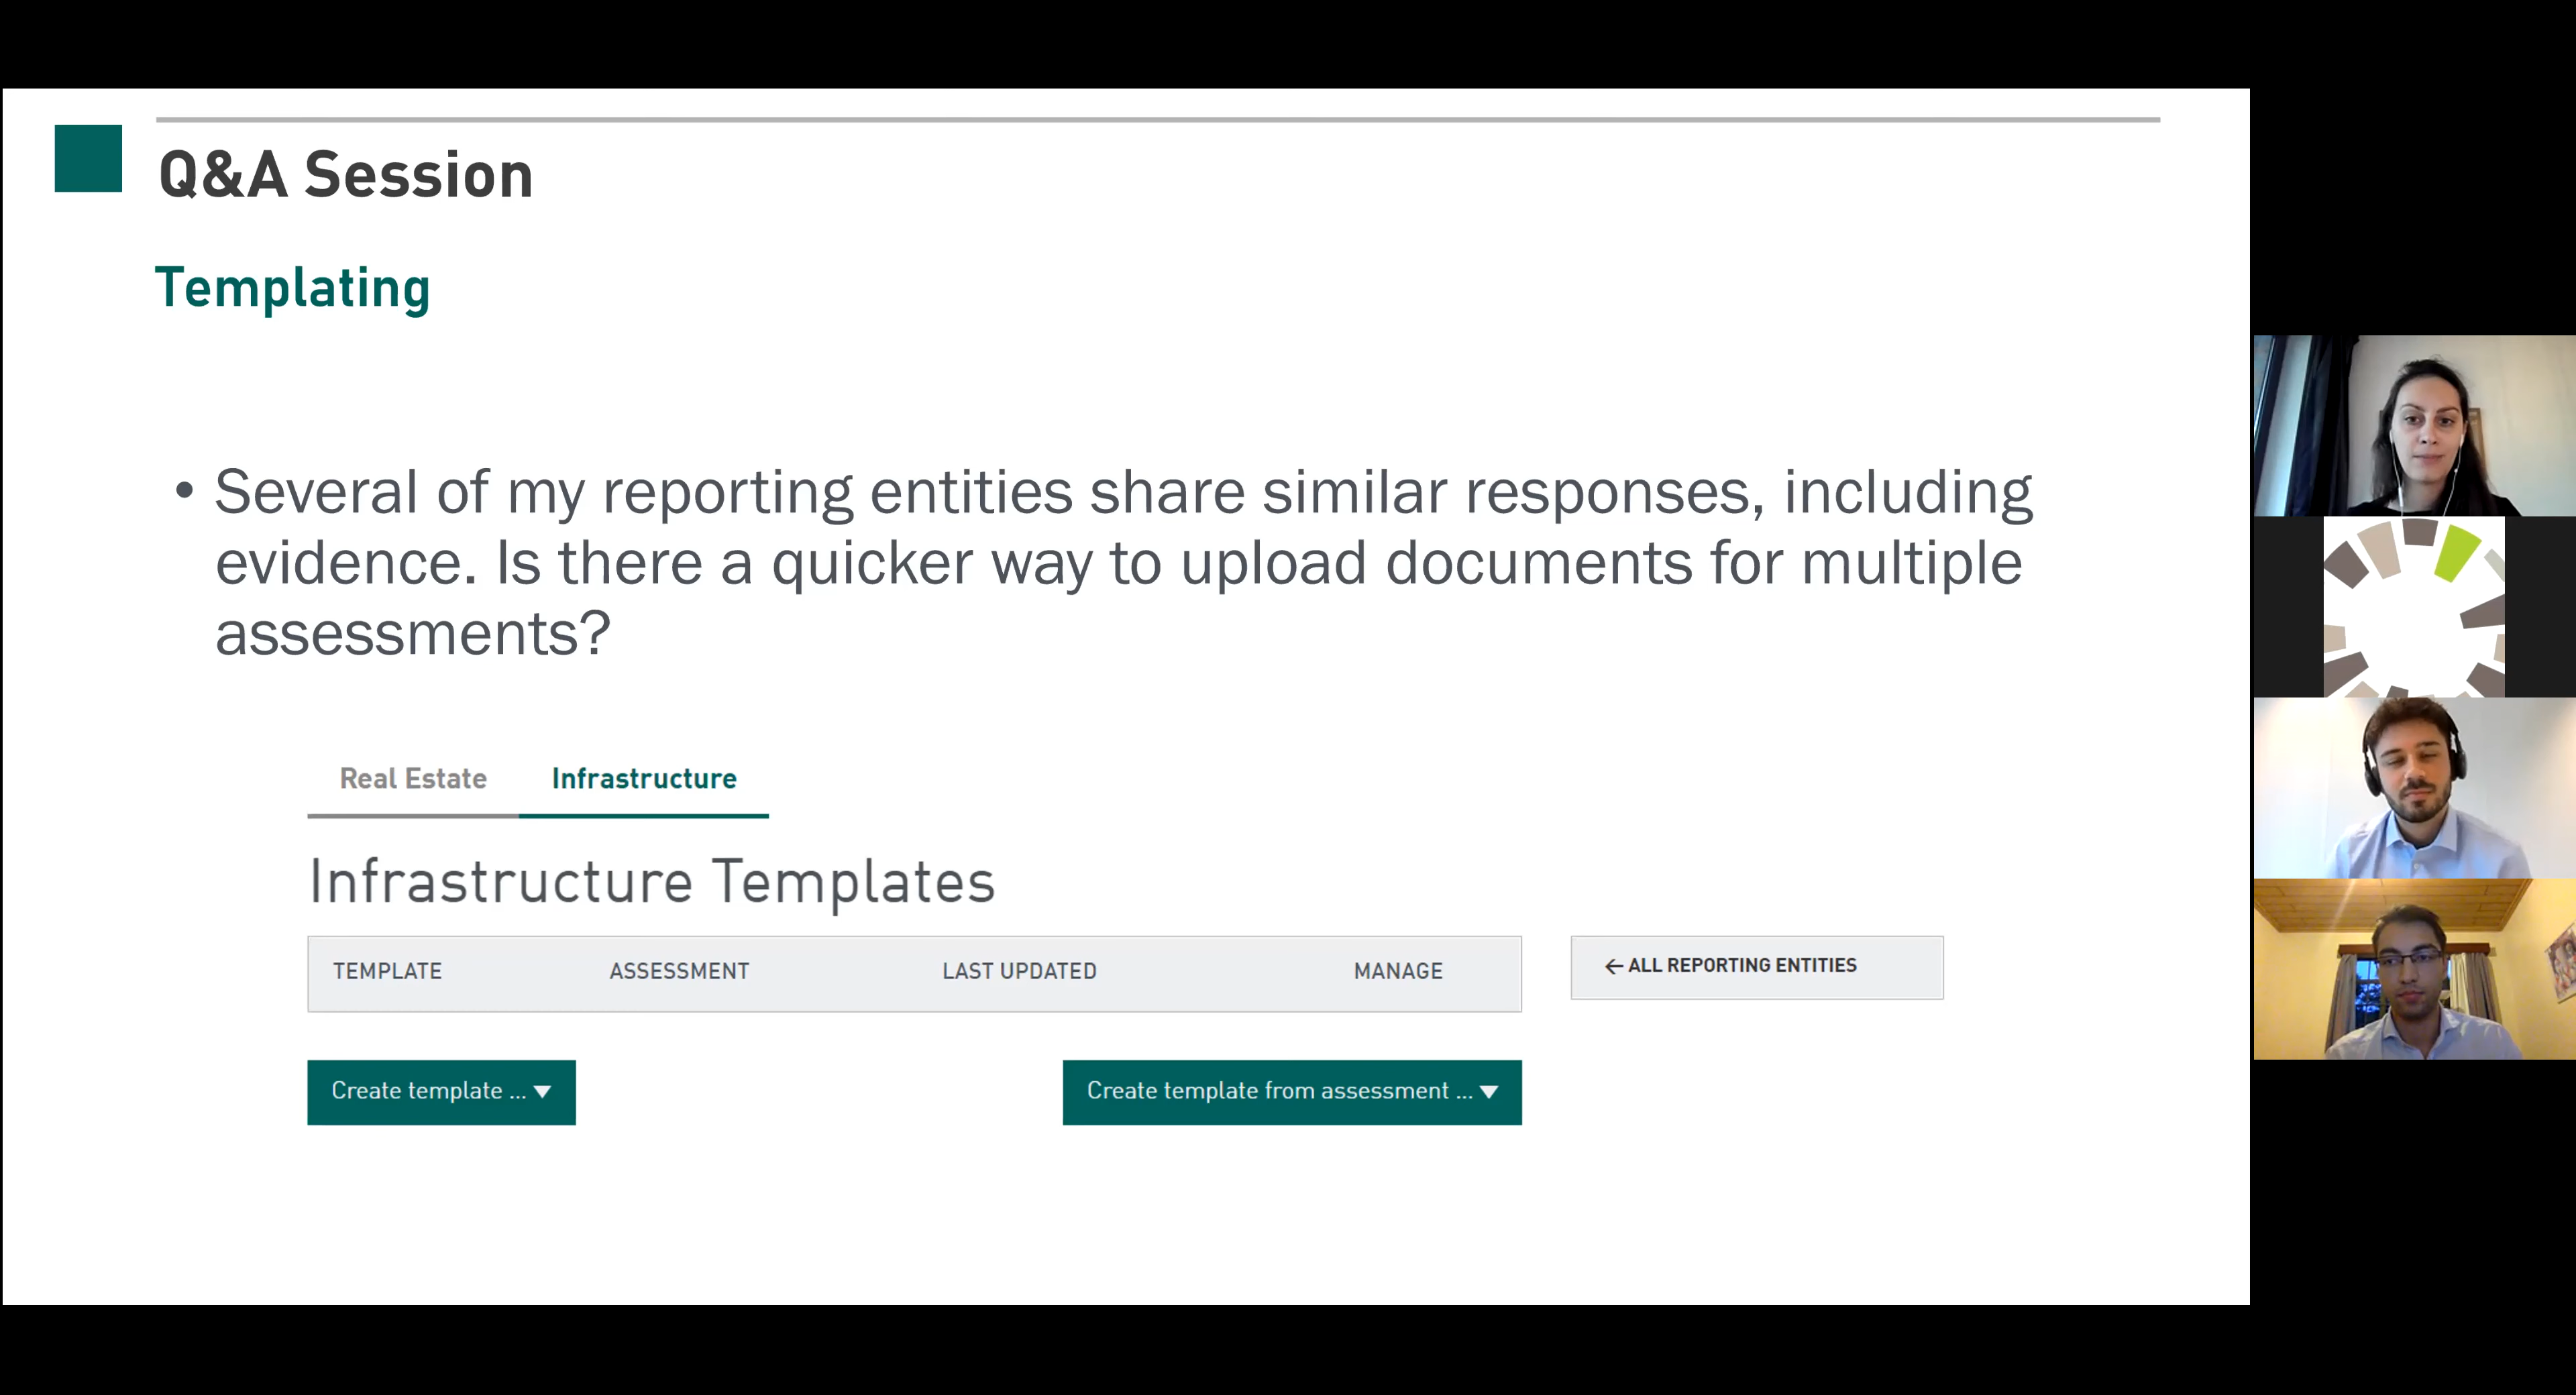 Q&A Session
Templating
• Several of my reporting entities share similar responses, including
evidence. Is there a quicker way to upload documents for multiple
assessments?
Real Estate Infrastructure
Infrastructure Templates
TEMPLATE ASSESSMENT LAST UPDATED MANAGE
← ALL REPORTING ENTITIES
Create template ... ▼
Create template from assessment ... ▼